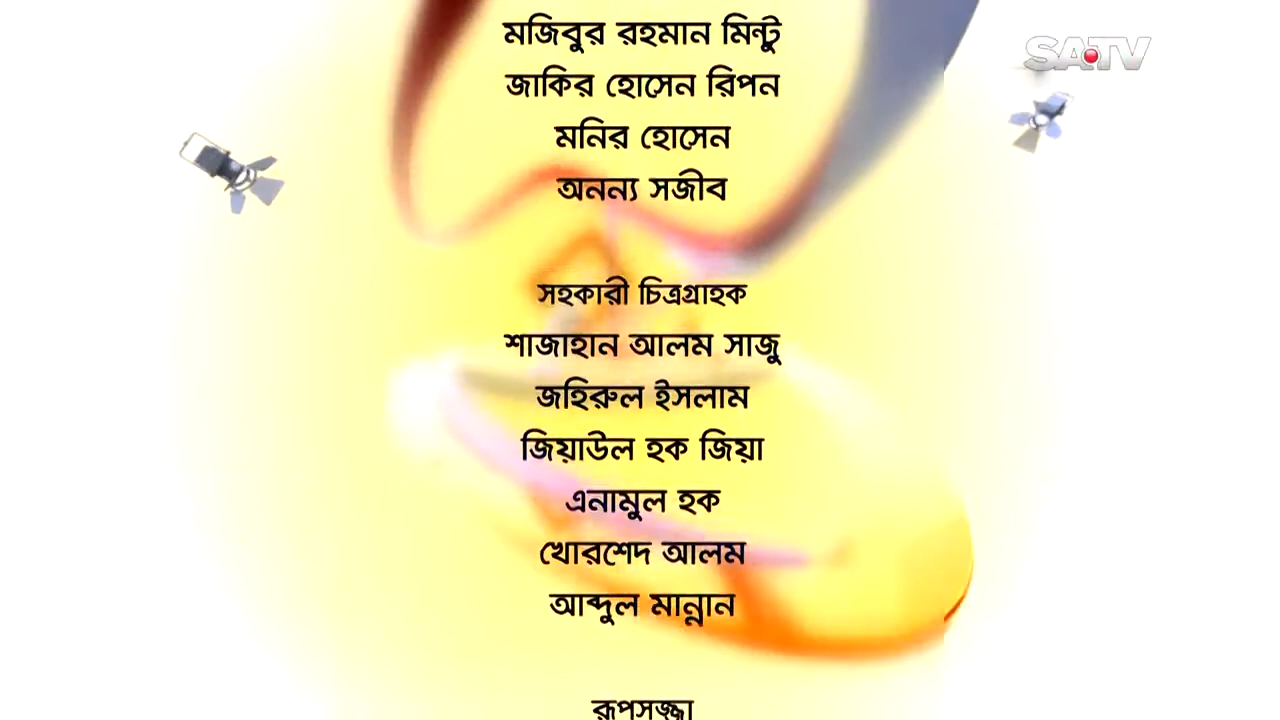 মজিবুর রহমান মিন্টু
SATV
জাকির হোসেন রিপন
মনির হোসেন
অনন্য সজীব
সহকারী চিত্রগ্রাহক
শাজাহান আলম সাজু
জহিরুল ইসলাম
জিয়াউল হক জিয়া
এনামুল হক
খোরশেদ আলম
আব্দুল মান্নান
রূপসজ্জা